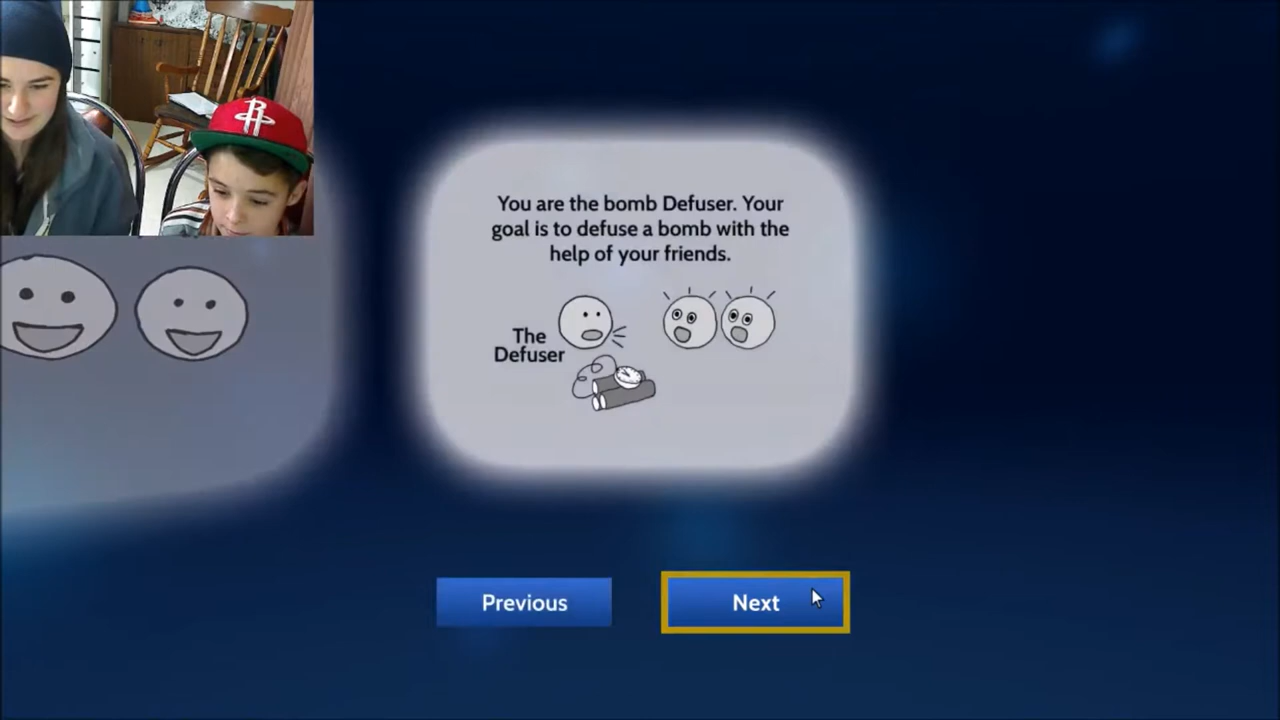 You are the bomb Defuser. Your
goal is to defuse a bomb with the
help of your friends.
The
Defuser
Previous
Next
R